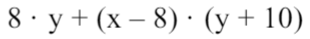 8 · y + (x – 8) · (y + 10)